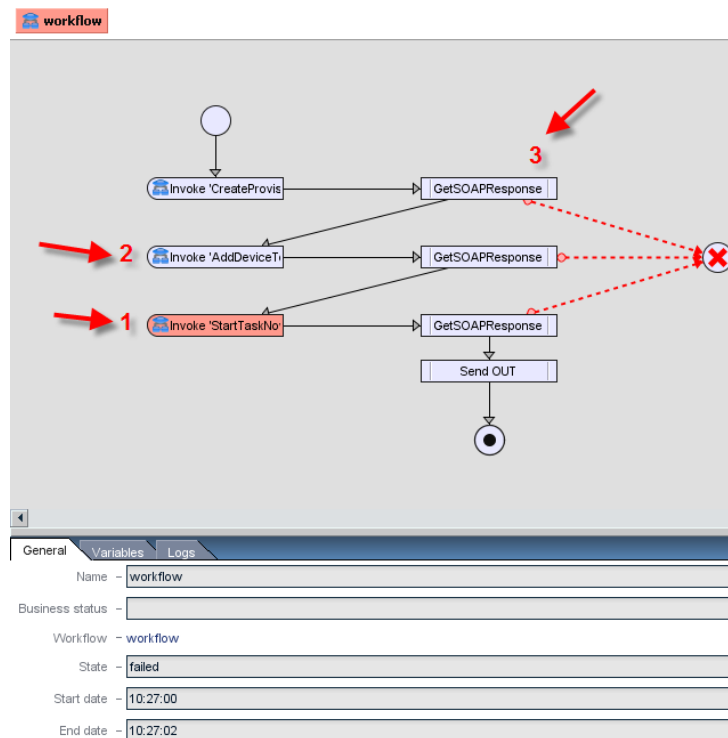 workflow
3
Invoke 'CreateProvis
GetSOAPResponse
2
Invoke 'AddDeviceT
GetSOAPResponse
1
Invoke 'StartTaskNo
GetSOAPResponse
Send OUT
General Variables Logs
Name – workflow
Business status –
Workflow – workflow
State – failed
Start date – 10:27:00
End date – 10:27:02